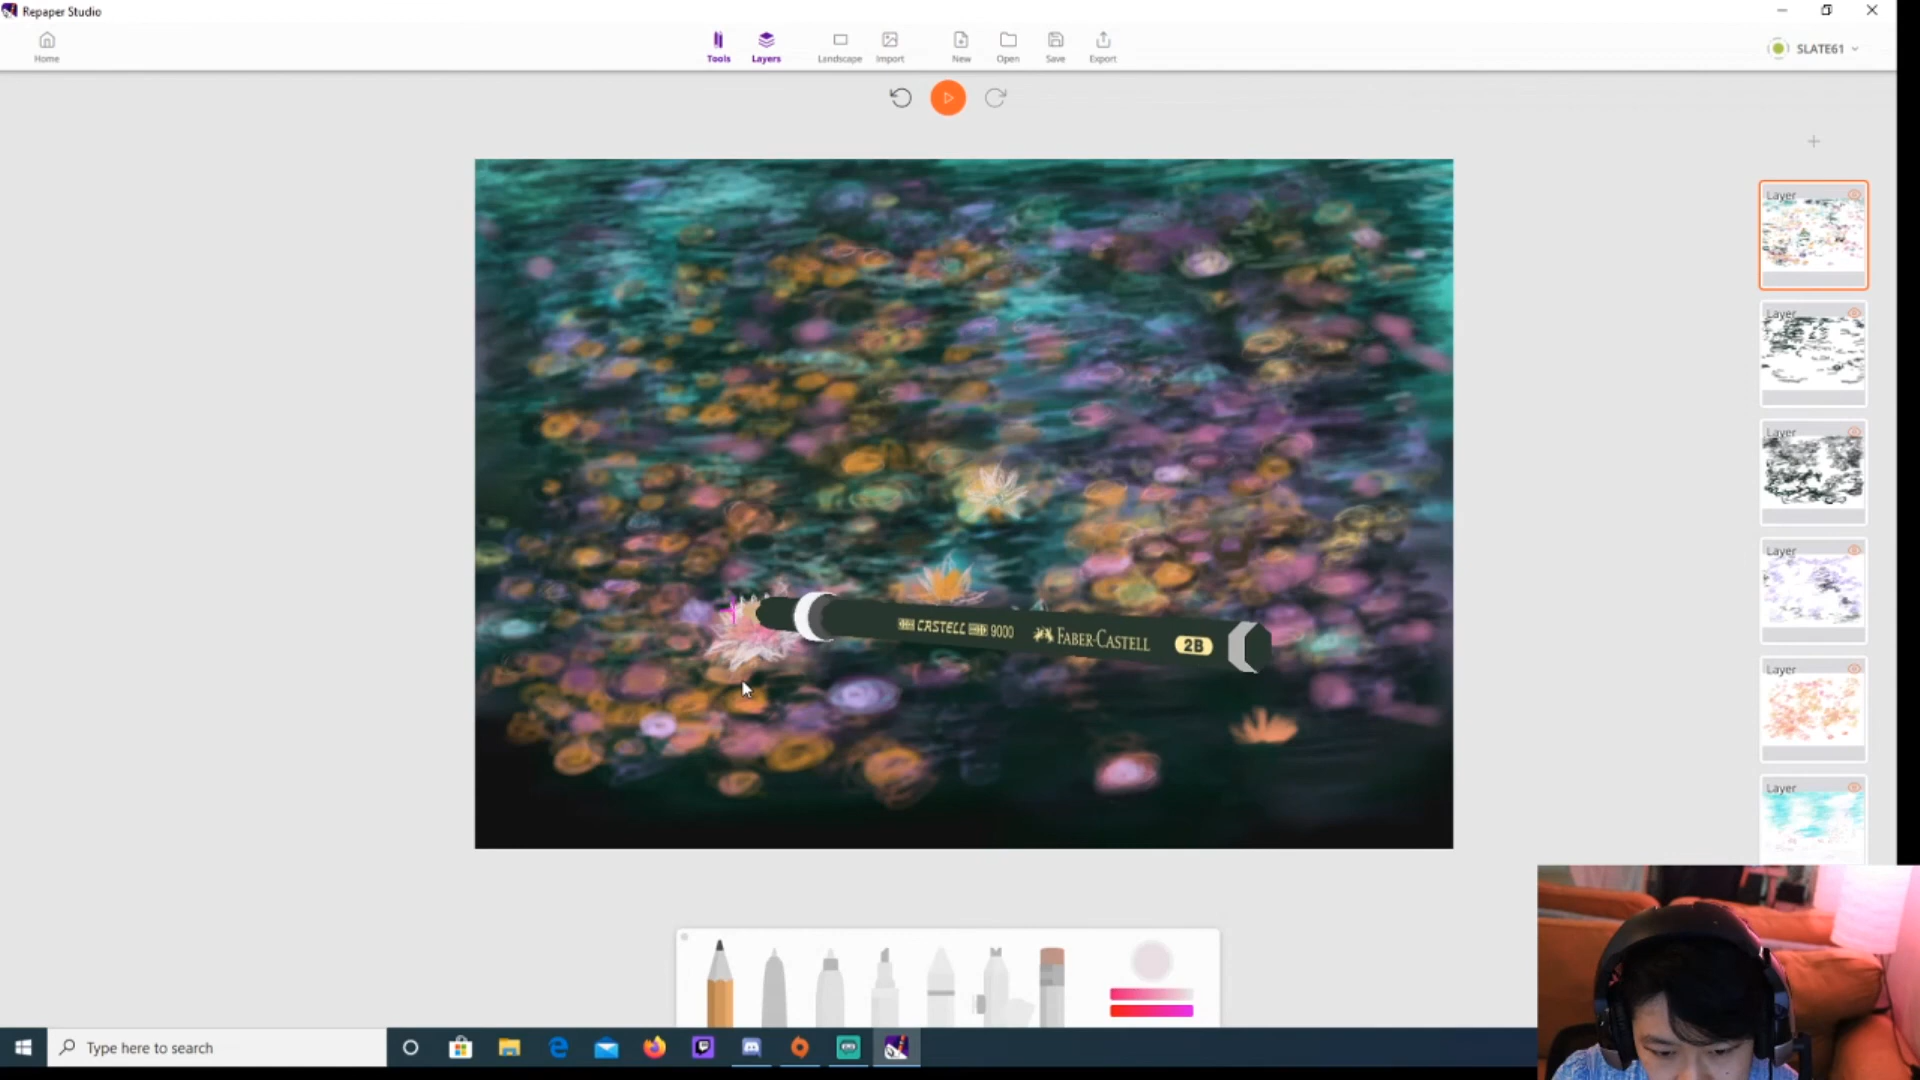 Repaper Studio
Home
Tools
Layers
Landscape
Import
New
Open
Save
Export
SLATE61
Layer
Layer
Layer
Layer
Layer
Layer
CASTELL 9000 FABER-CASTELL 2B
Type here to search